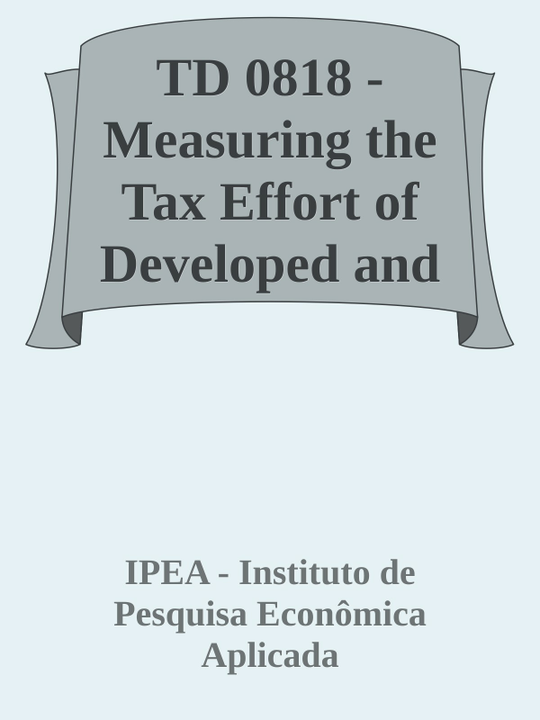 TD 0818 -
Measuring the
Tax Effort of
Developed and
IPEA - Instituto de
Pesquisa Econômica
Aplicada